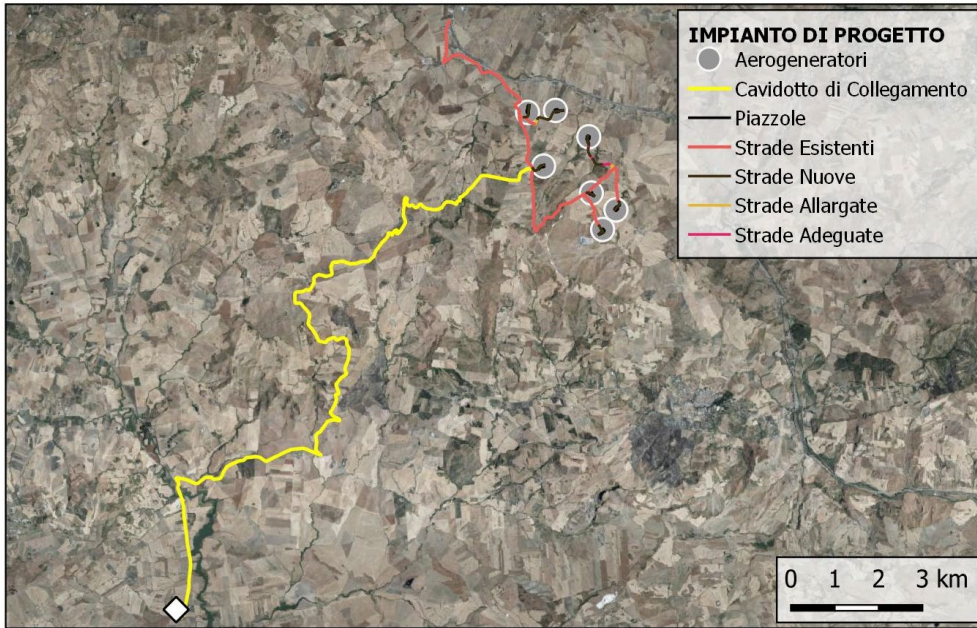 IMPIANTO DI PROGETTO
Aerogeneratori
Cavidotto di Collegamento
Piazzole
Strade Esistenti
Strade Nuove
Strade Allargate
Strade Adeguate
0 1 2 3 km